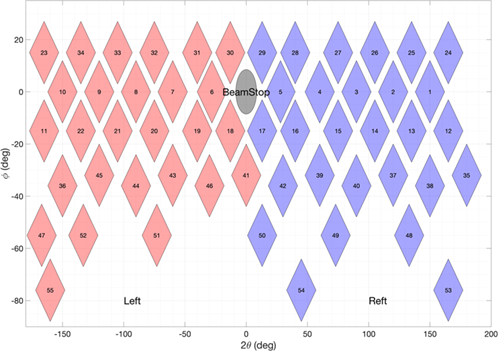 20
23 34 33 32 31 30 29 28 27 26 25 24
0
10 9 8 7 6 BeamStop 5 4 3 2 1
11 22 21 20 19 18 17 16 15 14 13 12
-20
45 43 41 39 37 35
36 44 46 42 40 38
-40
ϕ (deg)
47 52 51 50 49 48
-60
55 54 53
-80
Left Reft
-150 -100 -50 0 50 100 150 200
2θ (deg)